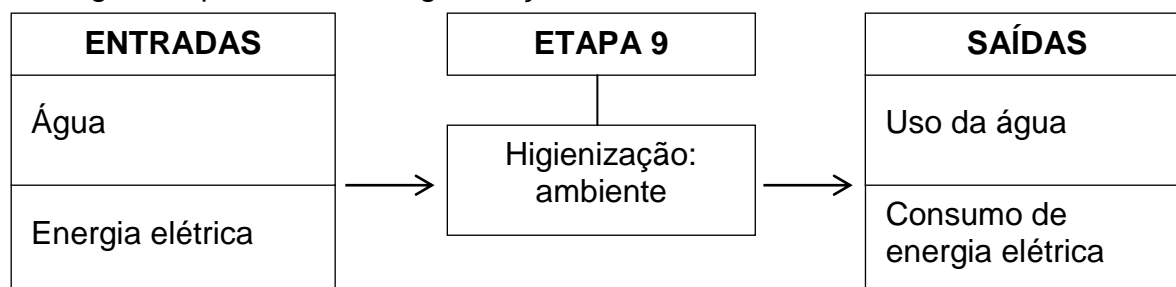 ENTRADAS
Água
Energia elétrica
ETAPA 9
Higienização:
ambiente
SAÍDAS
Uso da água
Consumo de
energia elétrica